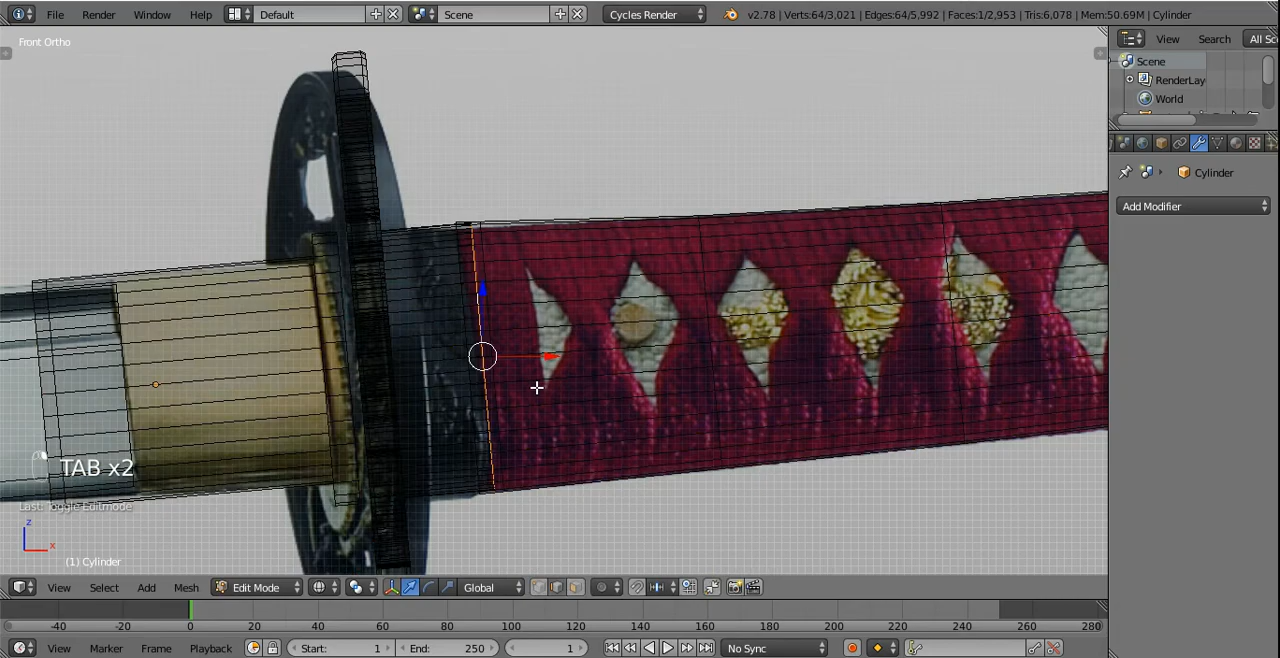 File Render Window Help Default Scene Cycles Render v2.78 | Verts:64/3,021 | Edges:64/5,992 | Faces:1/2,953 | Tris:6,078 | Mem:50.69M | Cylinder
Front Ortho
View Search All Sc
Scene
RenderLay
World
Cylinder
Add Modifier
TAB x2
Last: Toggle Editmode
z
x
(1) Cylinder
View Select Add Mesh Edit Mode Global
-40 -20 0 20 40 60 80 100 120 140 160 180 200 220 240 260 280
View Marker Frame Playback Start: 1 End: 250 1 No Sync